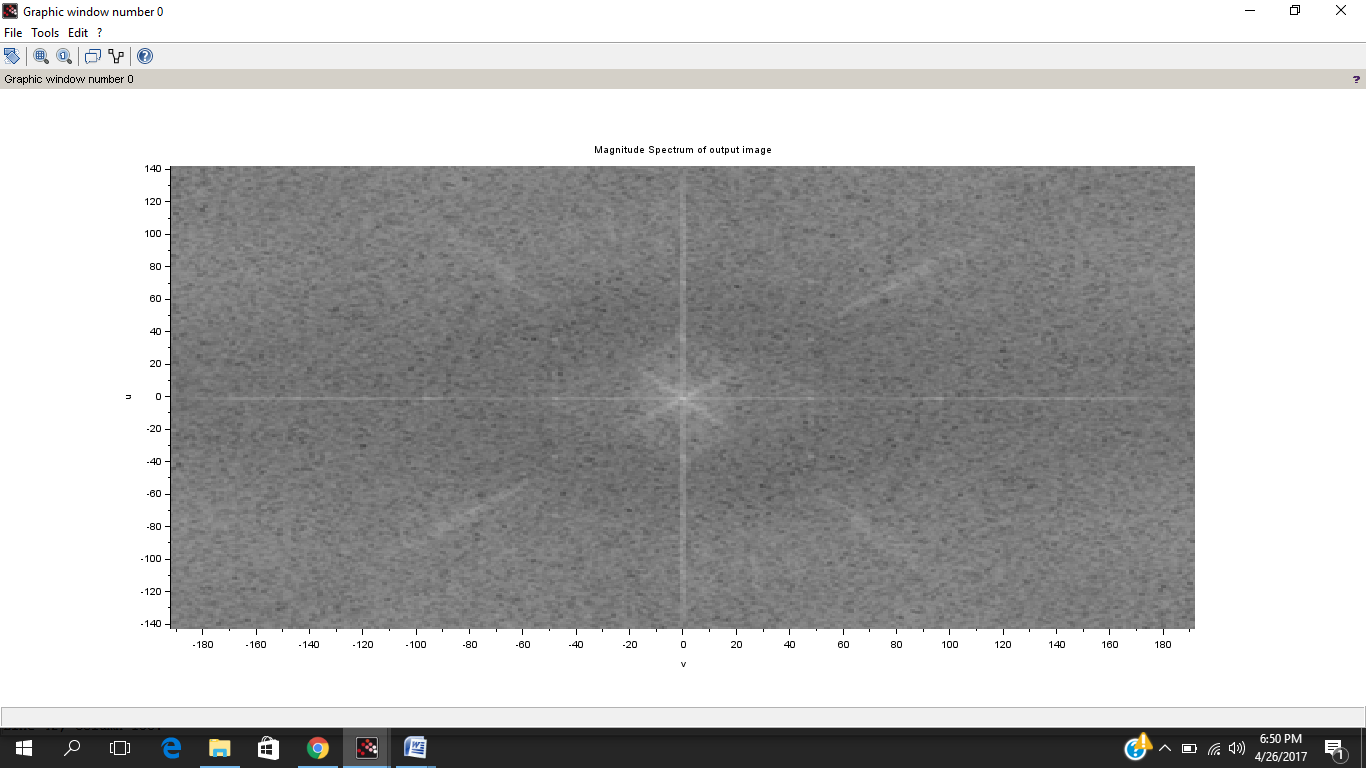 Graphic window number 0
File Tools Edit ?
Graphic window number 0 ?
Magnitude Spectrum of output image
140
120
100
80
60
40
20
0
-20
-40
-60
-80
-100
-120
-140
u
-180 -160 -140 -120 -100 -80 -60 -40 -20 0 20 40 60 80 100 120 140 160 180
v
6:50 PM
4/26/2017
1